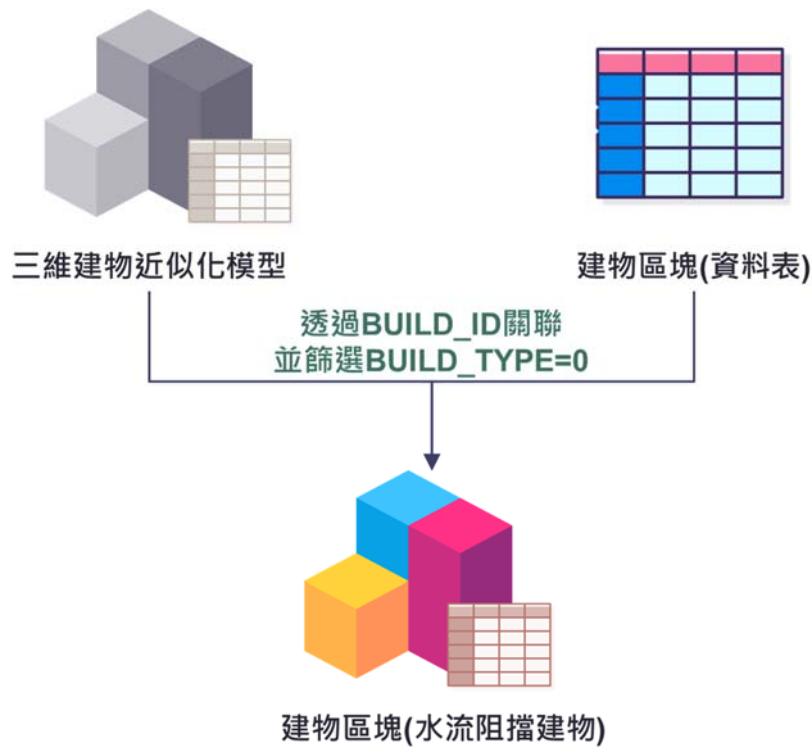 三維建物近似化模型
建物區塊(資料表)
透過BUILD_ID關聯
並篩選BUILD_TYPE=0
建物區塊(水流阻擋建物)